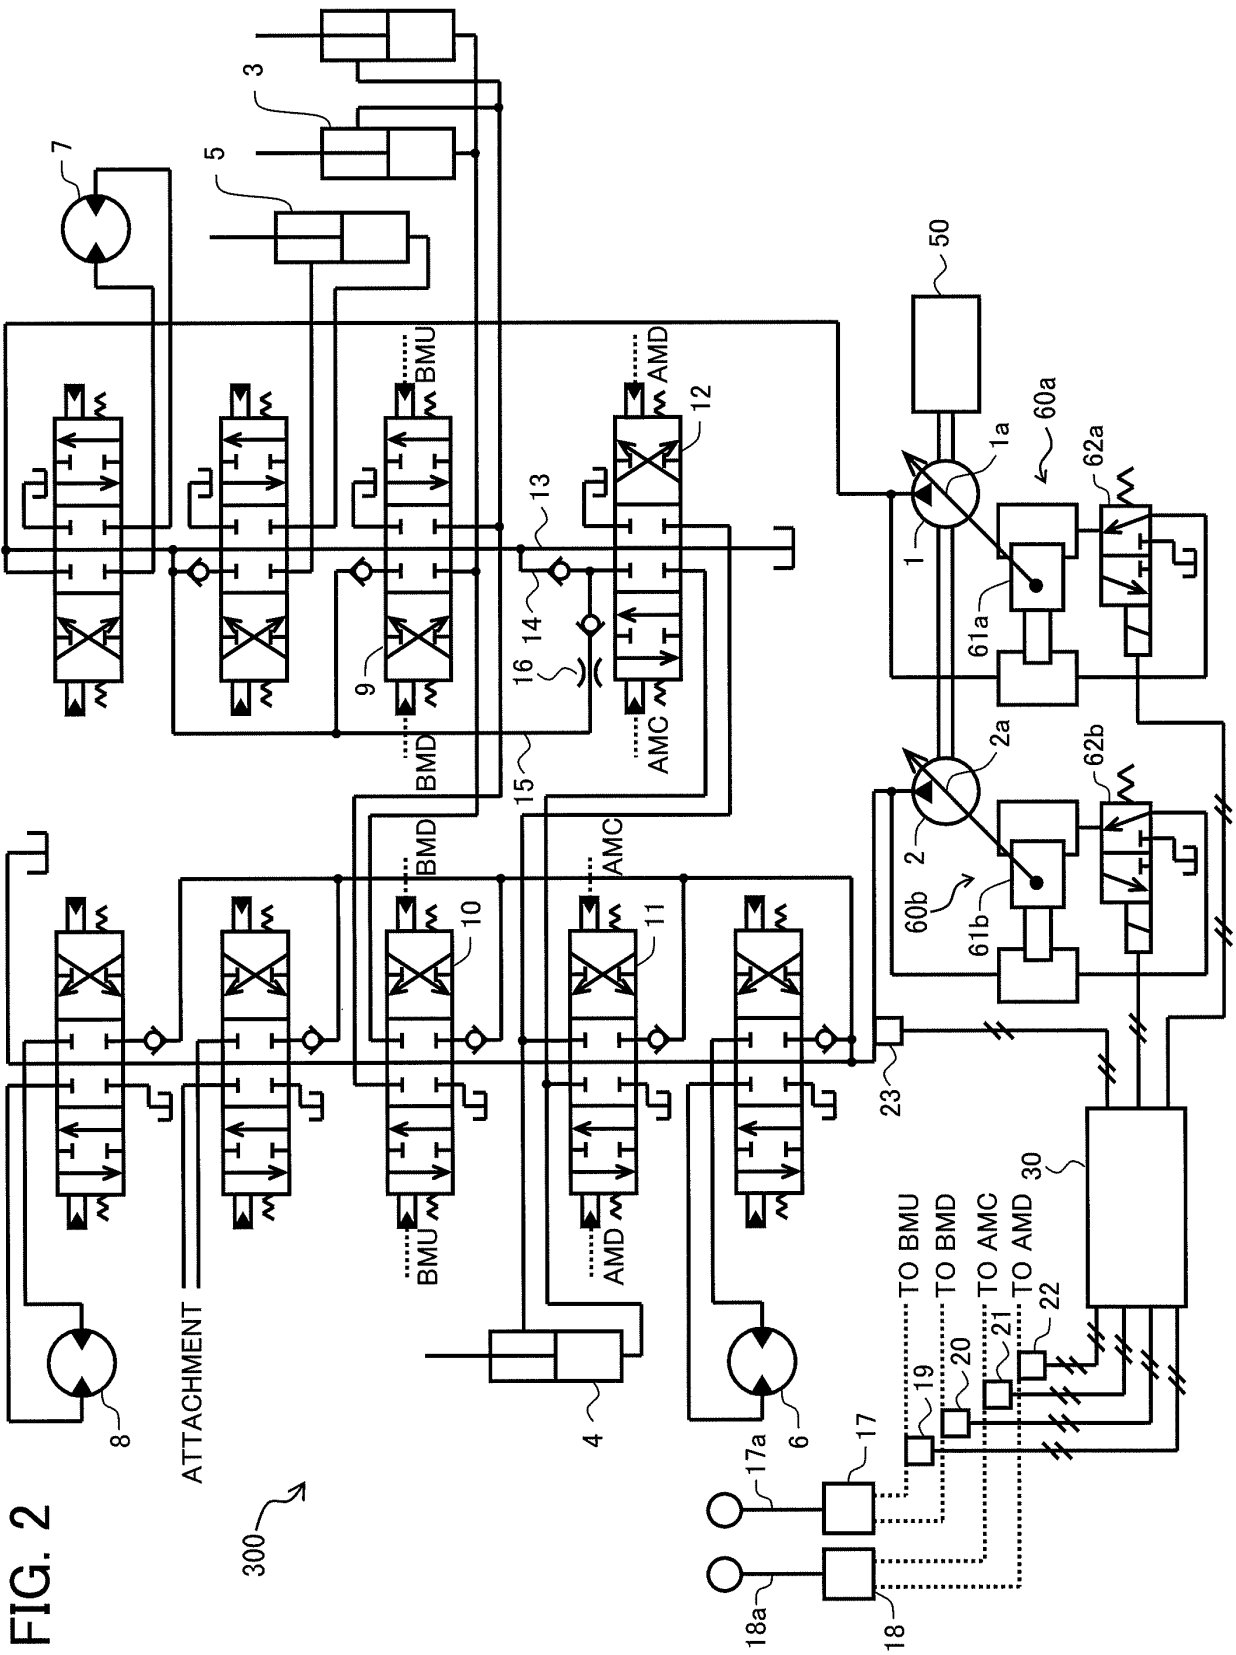 FIG. 2
300
8
ATTACHMENT
4
6
18a
18
17a
17
19
20
21
22
TO BMU
TO BMD
TO AMC
TO AMD
30
23
BMU
AMD
10
11
BMD
AMC
15
16
14
13
9
BMD
AMC
12
BMU
AMD
7
5
3
50
1
1a
2
2a
60a
60b
61a
61b
62a
62b